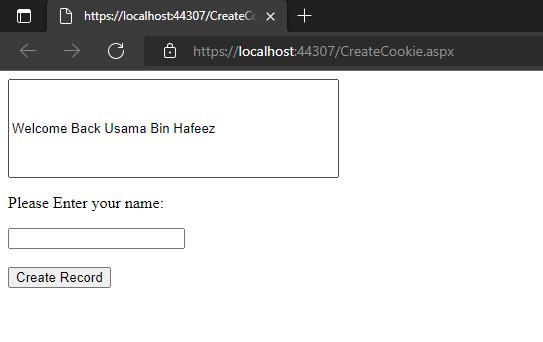 https://localhost:44307/CreateCo
https://localhost:44307/CreateCookie.aspx
Welcome Back Usama Bin Hafeez
Please Enter your name:
Create Record